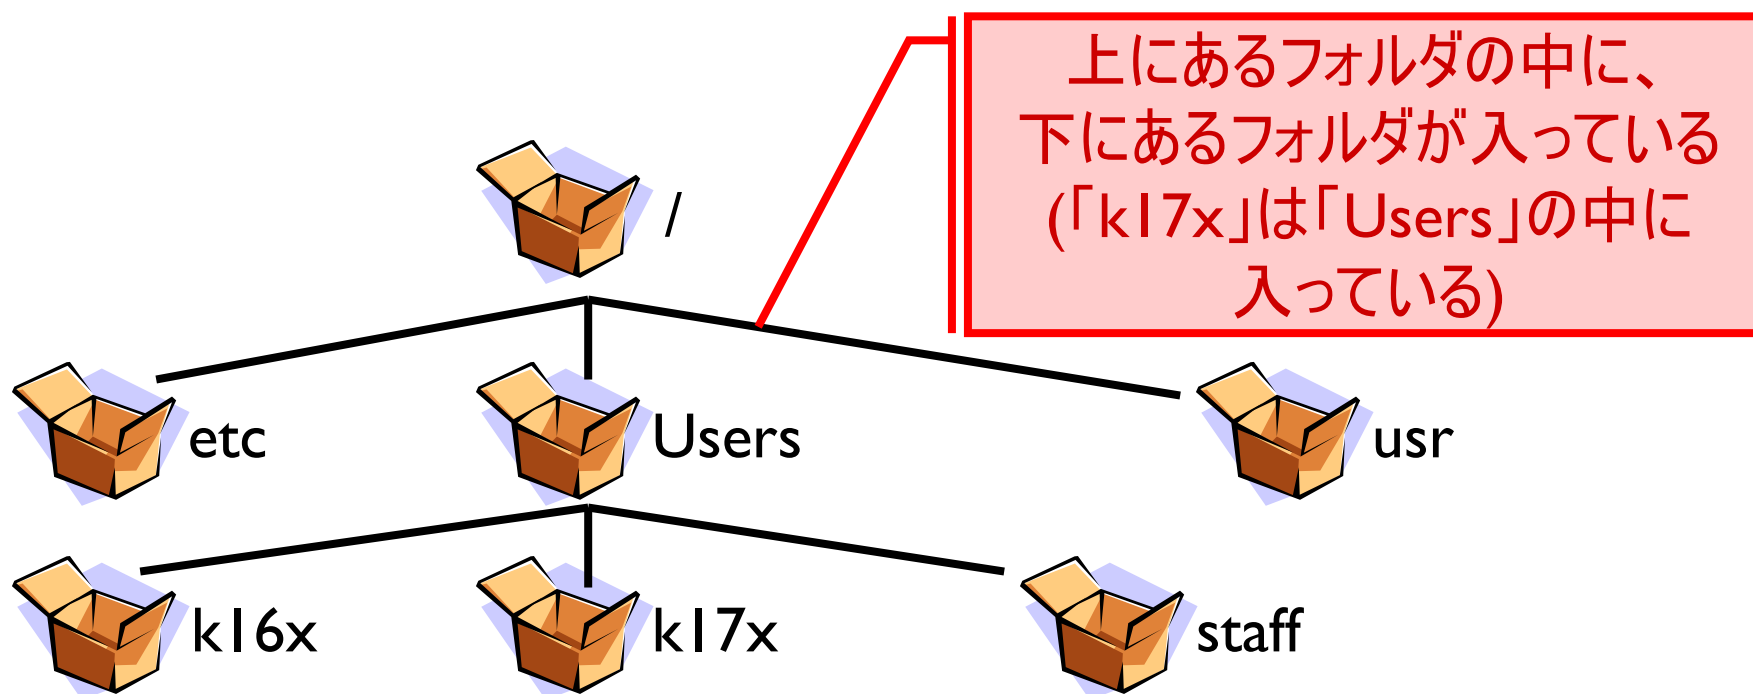 上にあるフォルダの中に、
下にあるフォルダが入っている
(「k17x」は「Users」の中に
入っている)
/
etc
Users
usr
k16x
k17x
staff